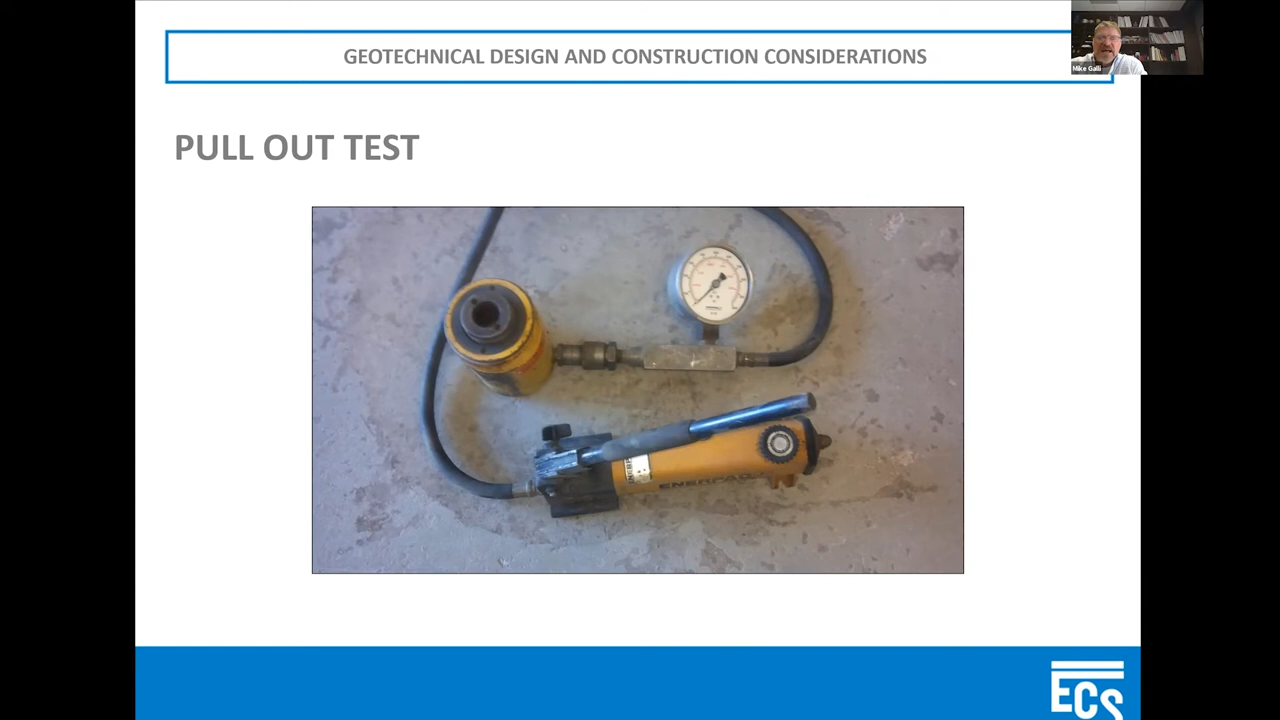 GEOTECHNICAL DESIGN AND CONSTRUCTION CONSIDERATIONS
Mike Galli
PULL OUT TEST
ENERPAC
ECS